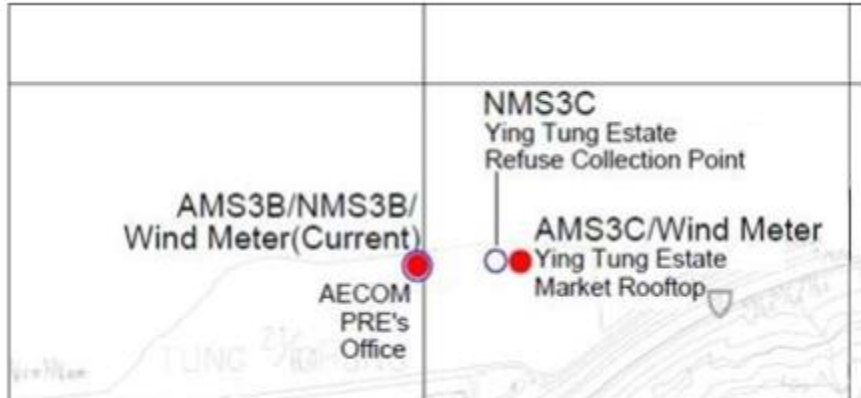 NMS3C
Ying Tung Estate
Refuse Collection Point
AMS3B/NMS3B/
Wind Meter(Current)
AECOM
PRE's
Office
AMS3C/Wind Meter
Ying Tung Estate
Market Rooftop
TUNG